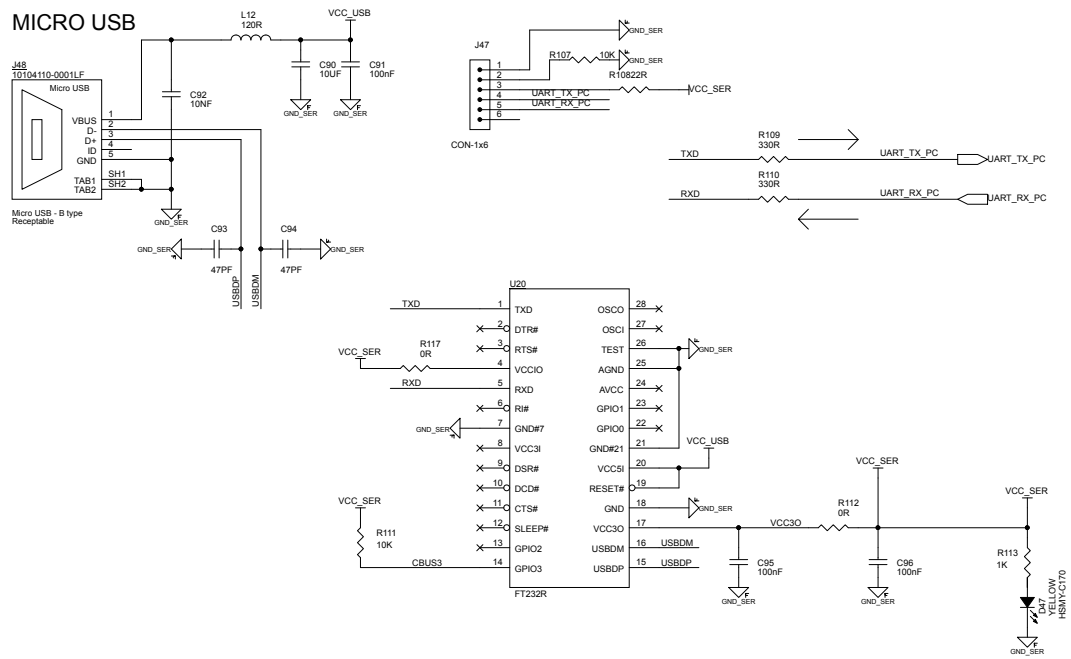 MICRO USB
L12
120R
VCC_USB
C90
10UF
C91
100nF
GND_SER
GND_SER
J48
10104110-0001LF
Micro USB
VBUS 1
D- 2
D+ 3
ID 4
GND 5
TAB1 SH1
TAB2 SH2
Micro USB - B type
Receptable
C92
10NF
GND_SER
C93
47PF
GND_SER
C94
47PF
GND_SER
USBDP
USBDM
J47
1
2
3
4
5
6
CON-1x6
GND_SER
R107 10K
GND_SER
R108 22R
VCC_SER
UART_TX_PC
UART_RX_PC
R109
330R
TXD
UART_TX_PC
UART_TX_PC
R110
330R
RXD
UART_RX_PC
UART_RX_PC
U20
FT232R
TXD 1 TXD
2 DTR#
3 RTS#
VCC_SER
R117
0R
4 VCCIO
RXD 5 RXD
6 RI#
GND_SER 7 GND#7
8 VCC3I
9 DSR#
10 DCD#
11 CTS#
12 SLEEP#
13 GPIO2
VCC_SER
R111
10K
CBUS3 14 GPIO3
OSCO 28
OSCI 27
TEST 26
GND_SER
AGND 25
AVCC 24
GPIO1 23
GPIO0 22
GND#21 21
VCC_USB
VCC5I 20
RESET# 19
GND 18
GND_SER
VCC3O 17
USBDM 16 USBDM
USBDP 15 USBDP
VCC3O
R112
0R
C95
100nF
GND_SER
VCC_SER
C96
100nF
GND_SER
VCC_SER
R113
1K
D47
YELLOW
HSMY-C170
GND_SER